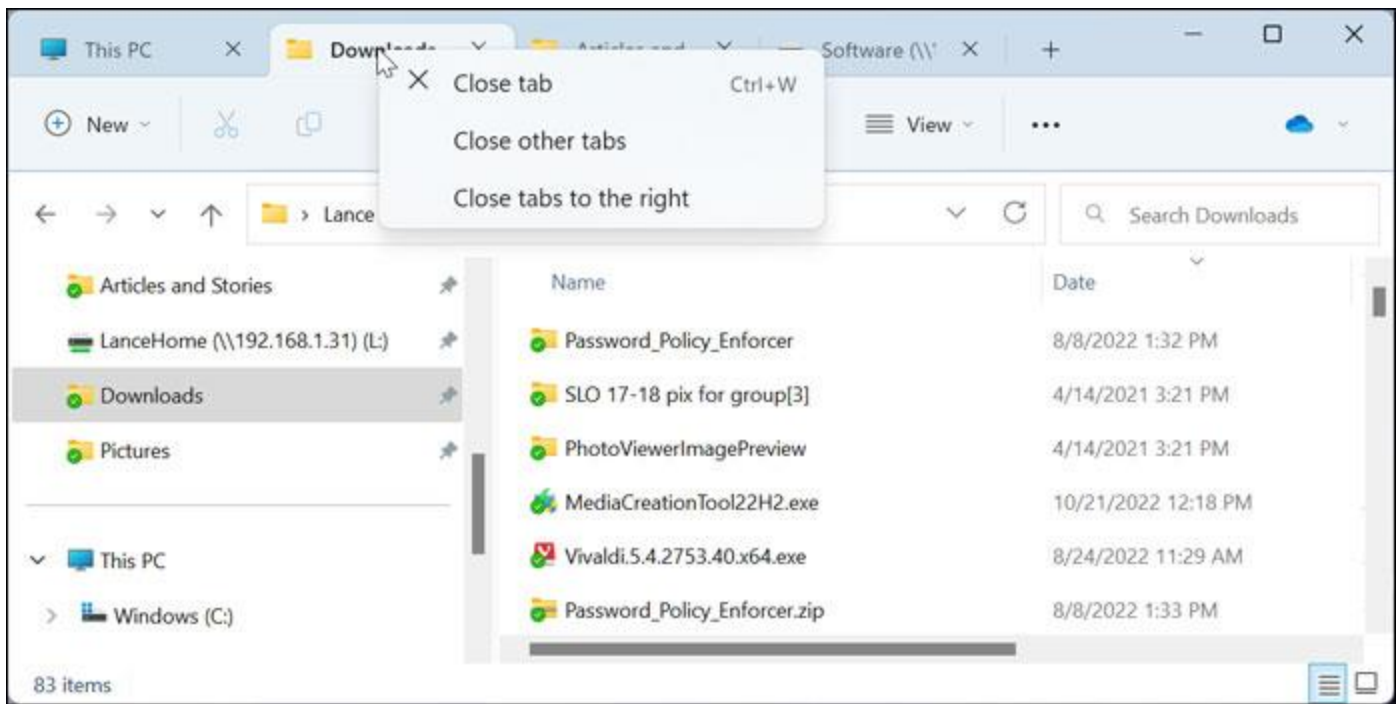 This PC
Downloads
Articles and
Software (\\'
Close tab Ctrl+W
Close other tabs
Close tabs to the right
New
View
Lance
Search Downloads
Articles and Stories
LanceHome (\\192.168.1.31) (L:)
Downloads
Pictures
This PC
Windows (C:)
Name Date
Password_Policy_Enforcer 8/8/2022 1:32 PM
SLO 17-18 pix for group[3] 4/14/2021 3:21 PM
PhotoViewerImagePreview 4/14/2021 3:21 PM
MediaCreationTool22H2.exe 10/21/2022 12:18 PM
Vivaldi.5.4.2753.40.x64.exe 8/24/2022 11:29 AM
Password_Policy_Enforcer.zip 8/8/2022 1:33 PM
83 items